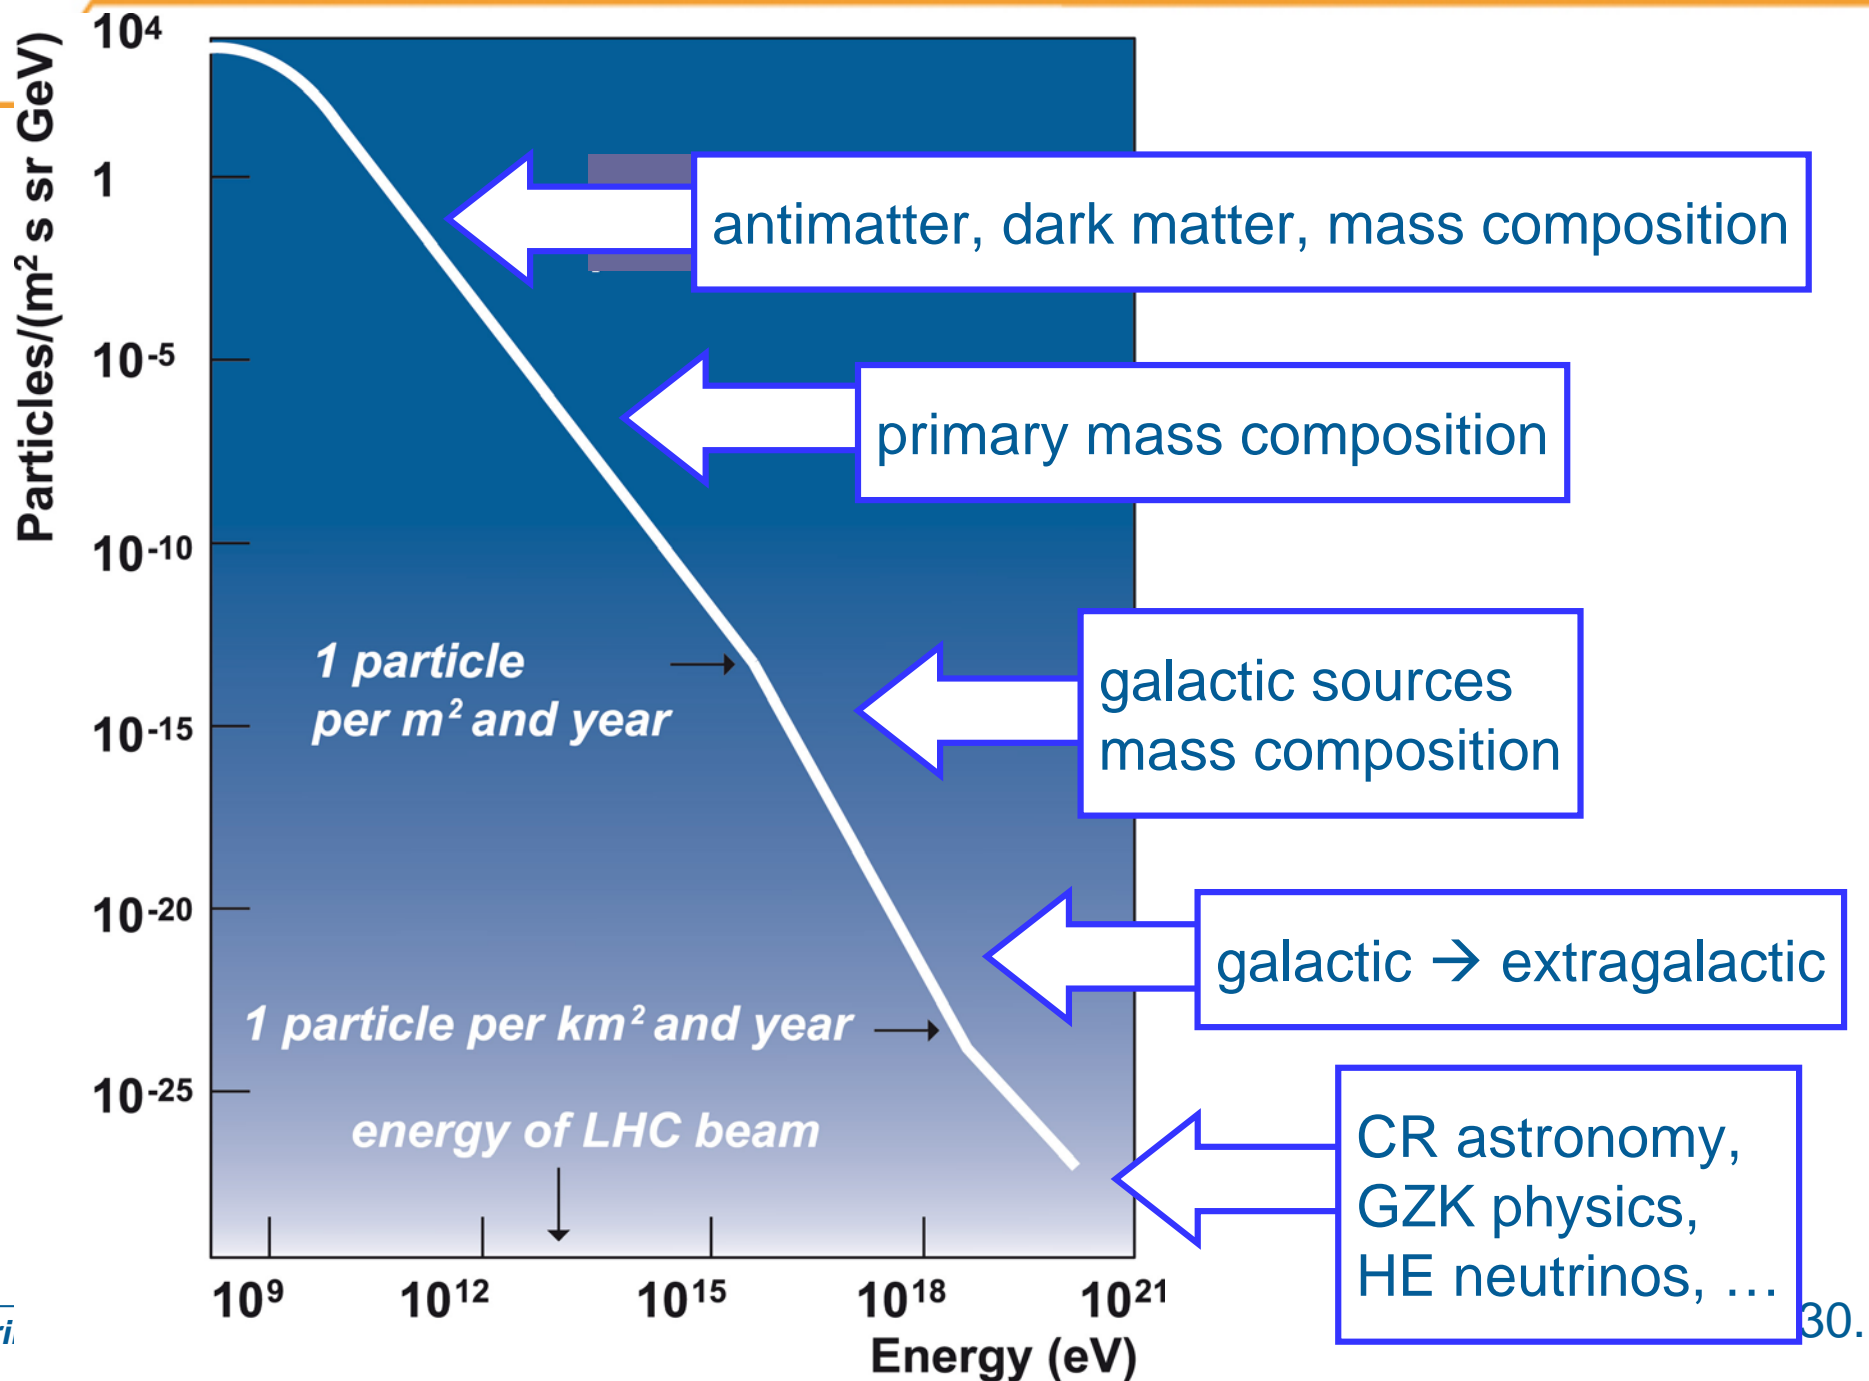 Particles/(m² s sr GeV)
10⁴
1
10⁻⁵
10⁻¹⁰
10⁻¹⁵
10⁻²⁰
10⁻²⁵
antimatter, dark matter, mass composition
primary mass composition
1 particle
per m² and year
galactic sources
mass composition
galactic → extragalactic
1 particle per km² and year
energy of LHC beam
CR astronomy,
GZK physics,
HE neutrinos, …
10⁹ 10¹² 10¹⁵ 10¹⁸ 10²¹
Energy (eV)
30.